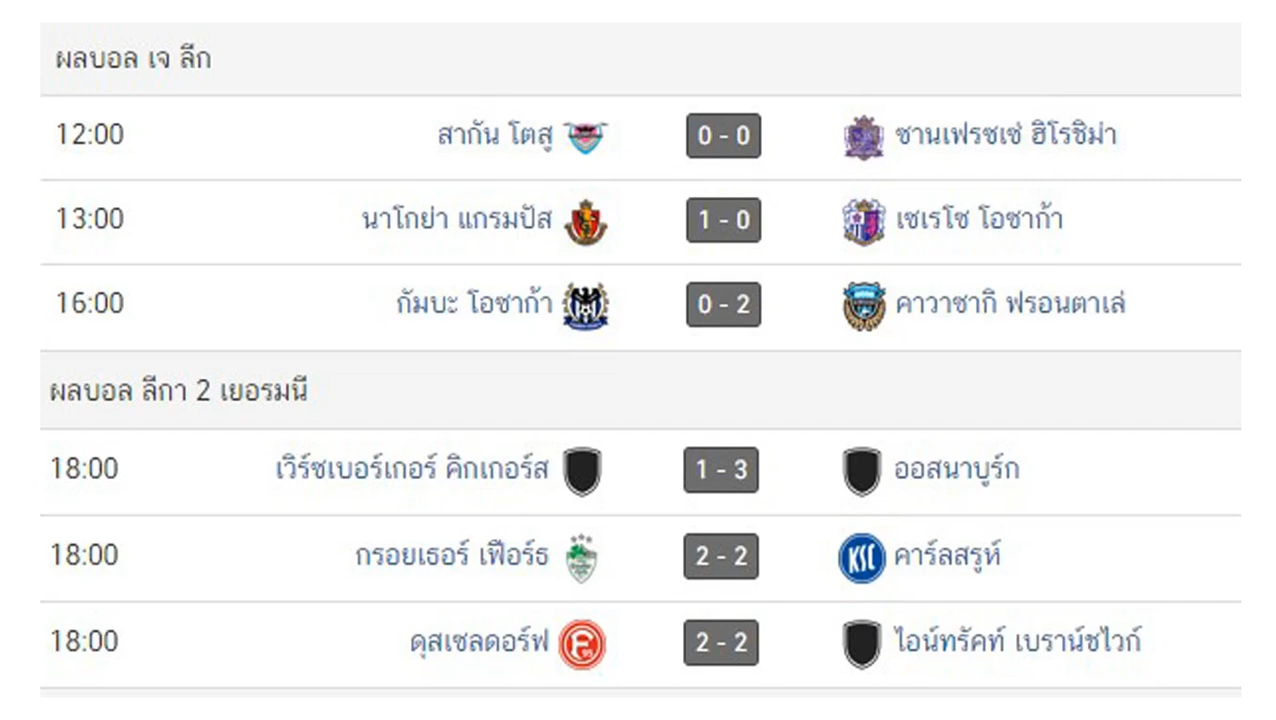 ผลบอล เจ ลีก
12:00 สากัน โตสู 0 - 0 ซานเฟรซเซ่ ฮิโรชิม่า
13:00 นาโกย่า แกรมปัส 1 - 0 เซเรโซ โอซาก้า
16:00 กัมบะ โอซาก้า 0 - 2 คาวาซากิ ฟรอนตาเล่
ผลบอล ลีกา 2 เยอรมนี
18:00 เวิร์ซเบอร์เกอร์ คิกเกอร์ส 1 - 3 ออสนาบูร์ก
18:00 กรอยเธอร์ เฟือร์ธ 2 - 2 KSC คาร์ลสรูห์
18:00 ดุสเซลดอร์ฟ F95 2 - 2 ไอน์ทรัคท์ เบราน์ชไวก์